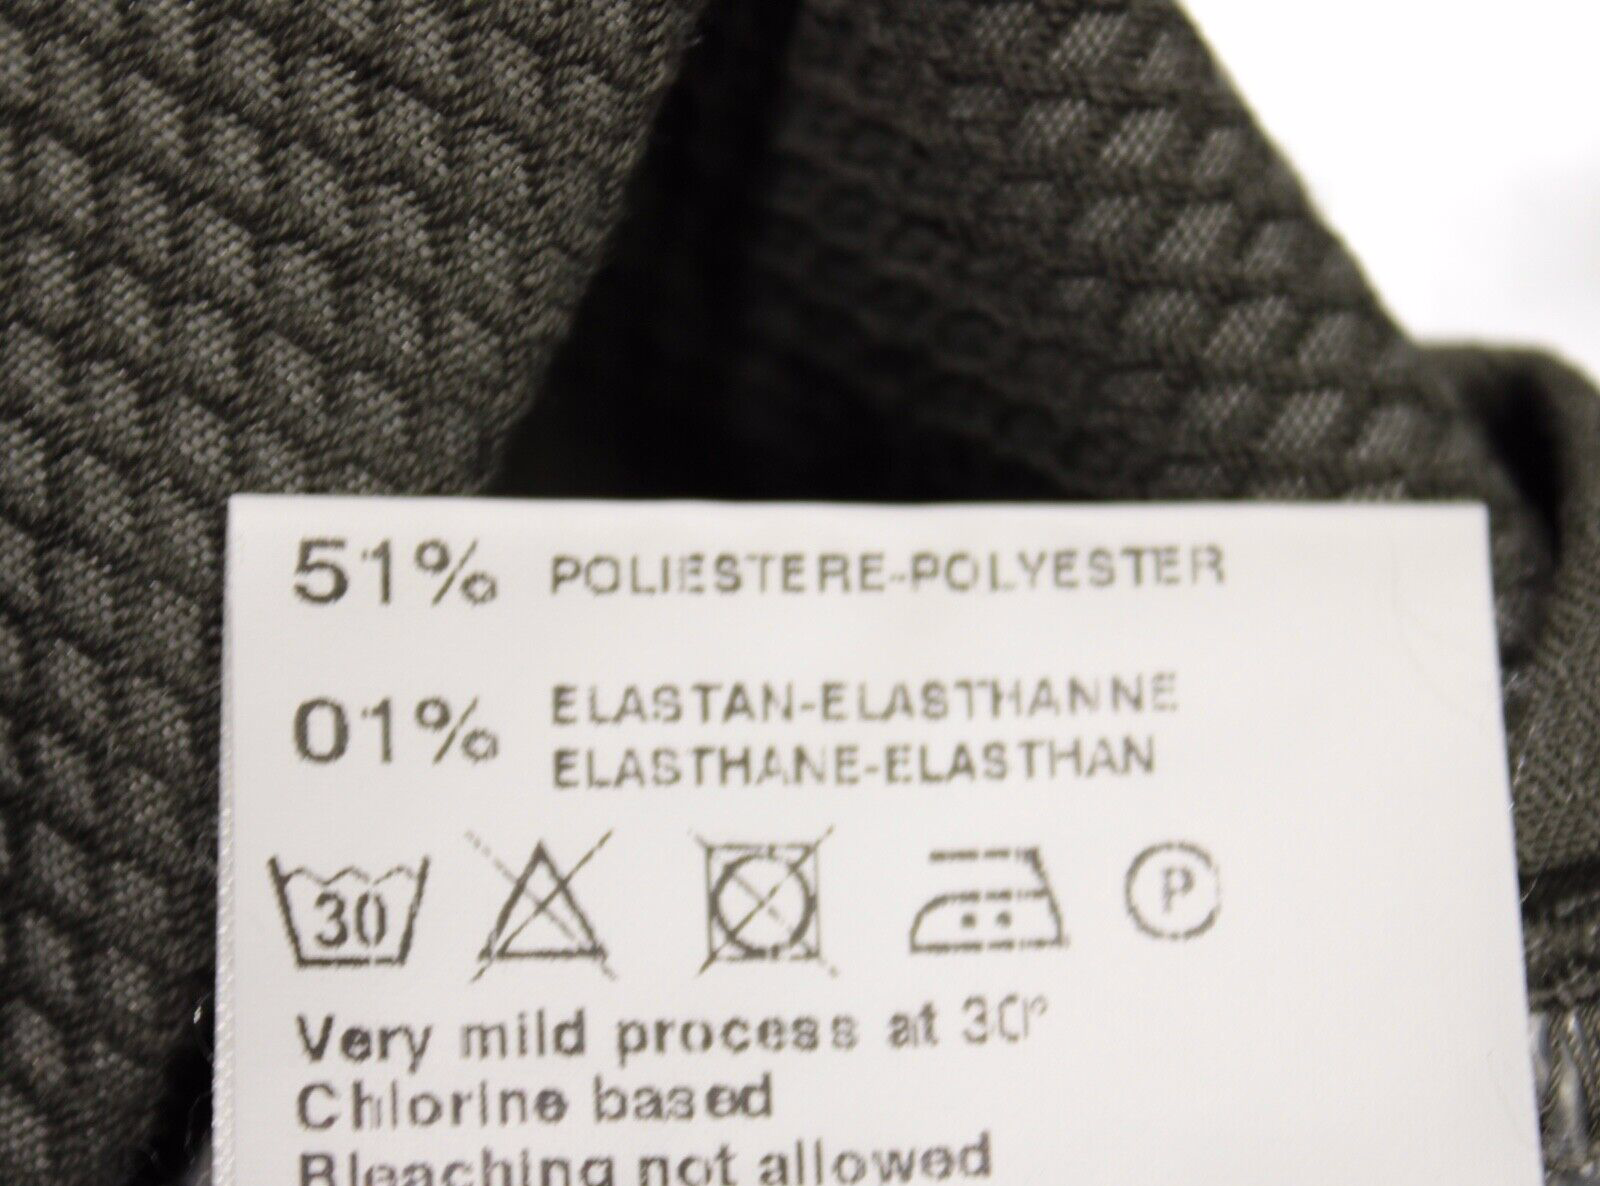 51% POLIESTERE-POLYESTER
01% ELASTAN-ELASTHANNE
ELASTHANE-ELASTHAN
30 P
Very mild process at 30°
Chlorine based
Bleaching not allowed